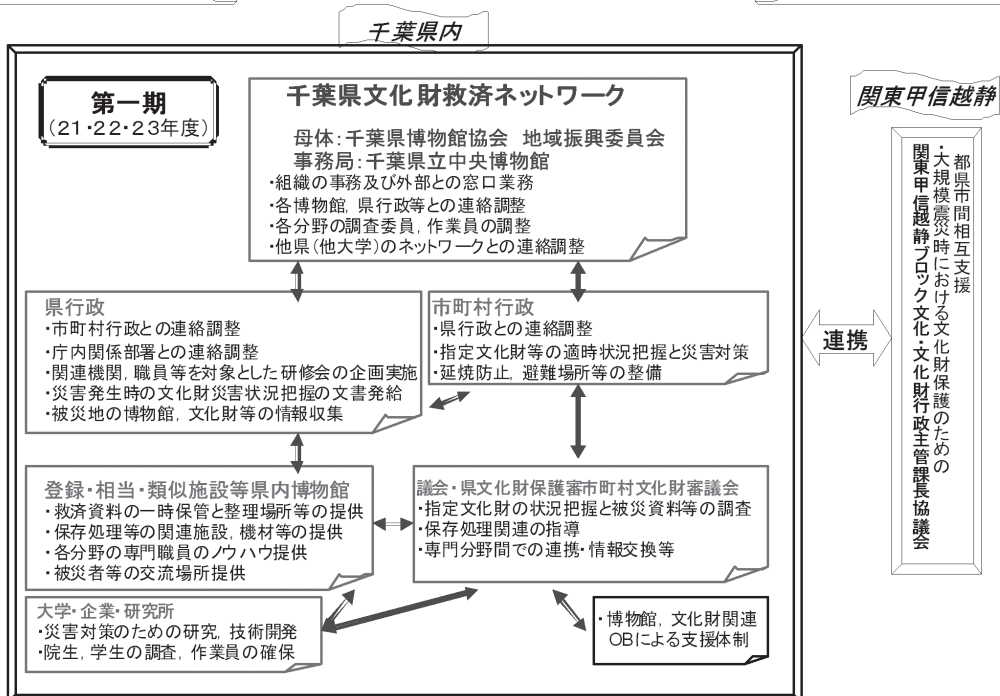 千葉県内
第一期
(21・22・23年度)
千葉県文化財救済ネットワーク
母体:千葉県博物館協会 地域振興委員会
事務局:千葉県立中央博物館
・組織の事務及び外部との窓口業務
・各博物館, 県行政等との連絡調整
・各分野の調査委員, 作業員の調整
・他県(他大学)のネットワークとの連絡調整
県行政
・市町村行政との連絡調整
・庁内関係部署との連絡調整
・関連機関, 職員等を対象とした研修会の企画実施
・災害発生時の文化財災害状況把握の文書発給
・被災地の博物館, 文化財等の情報収集
市町村行政
・県行政との連絡調整
・指定文化財等の適時状況把握と災害対策
・延焼防止, 避難場所等の整備
登録・相当・類似施設等県内博物館
・救済資料の一時保管と整理場所等の提供
・保存処理等の関連施設, 機材等の提供
・各分野の専門職員のノウハウ提供
・被災者等の交流場所提供
議会・県文化財保護審市町村文化財審議会
・指定文化財の状況把握と被災資料等の調査
・保存処理関連の指導
・専門分野間での連携・情報交換等
大学・企業・研究所
・災害対策のための研究, 技術開発
・院生, 学生の調査, 作業員の確保
・博物館, 文化財関連
OBによる支援体制
連携
関東甲信越静
都県市間相互支援
・大規模震災時における文化財保護のための
関東甲信越静ブロック文化・文化財行政主管課長協議会